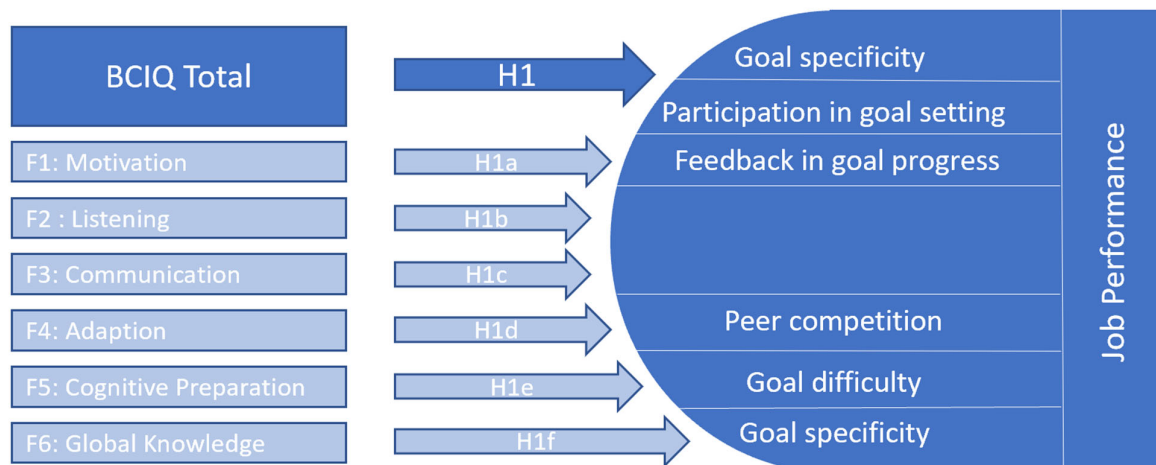 BCIQ Total
F1: Motivation
F2 : Listening
F3: Communication
F4: Adaption
F5: Cognitive Preparation
F6: Global Knowledge
H1
H1a
H1b
H1c
H1d
H1e
H1f
Goal specificity
Participation in goal setting
Feedback in goal progress
Peer competition
Goal difficulty
Goal specificity
Job Performance